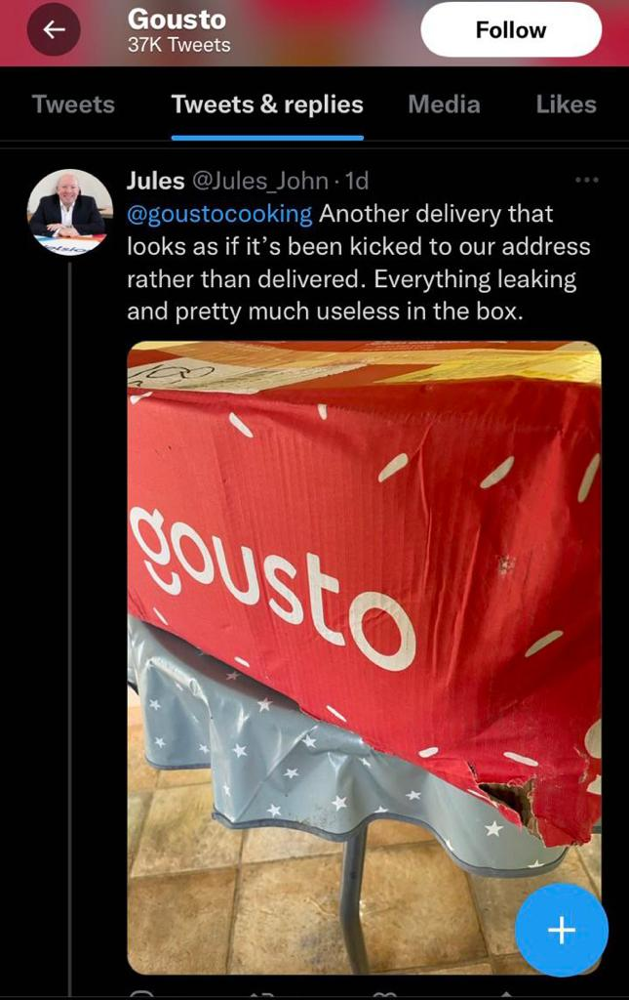 Gousto
37K Tweets
Follow
Tweets
Tweets & replies
Media
Likes
Jules @Jules_John · 1d
@goustocooking Another delivery that
looks as if it's been kicked to our address
rather than delivered. Everything leaking
and pretty much useless in the box.
gousto